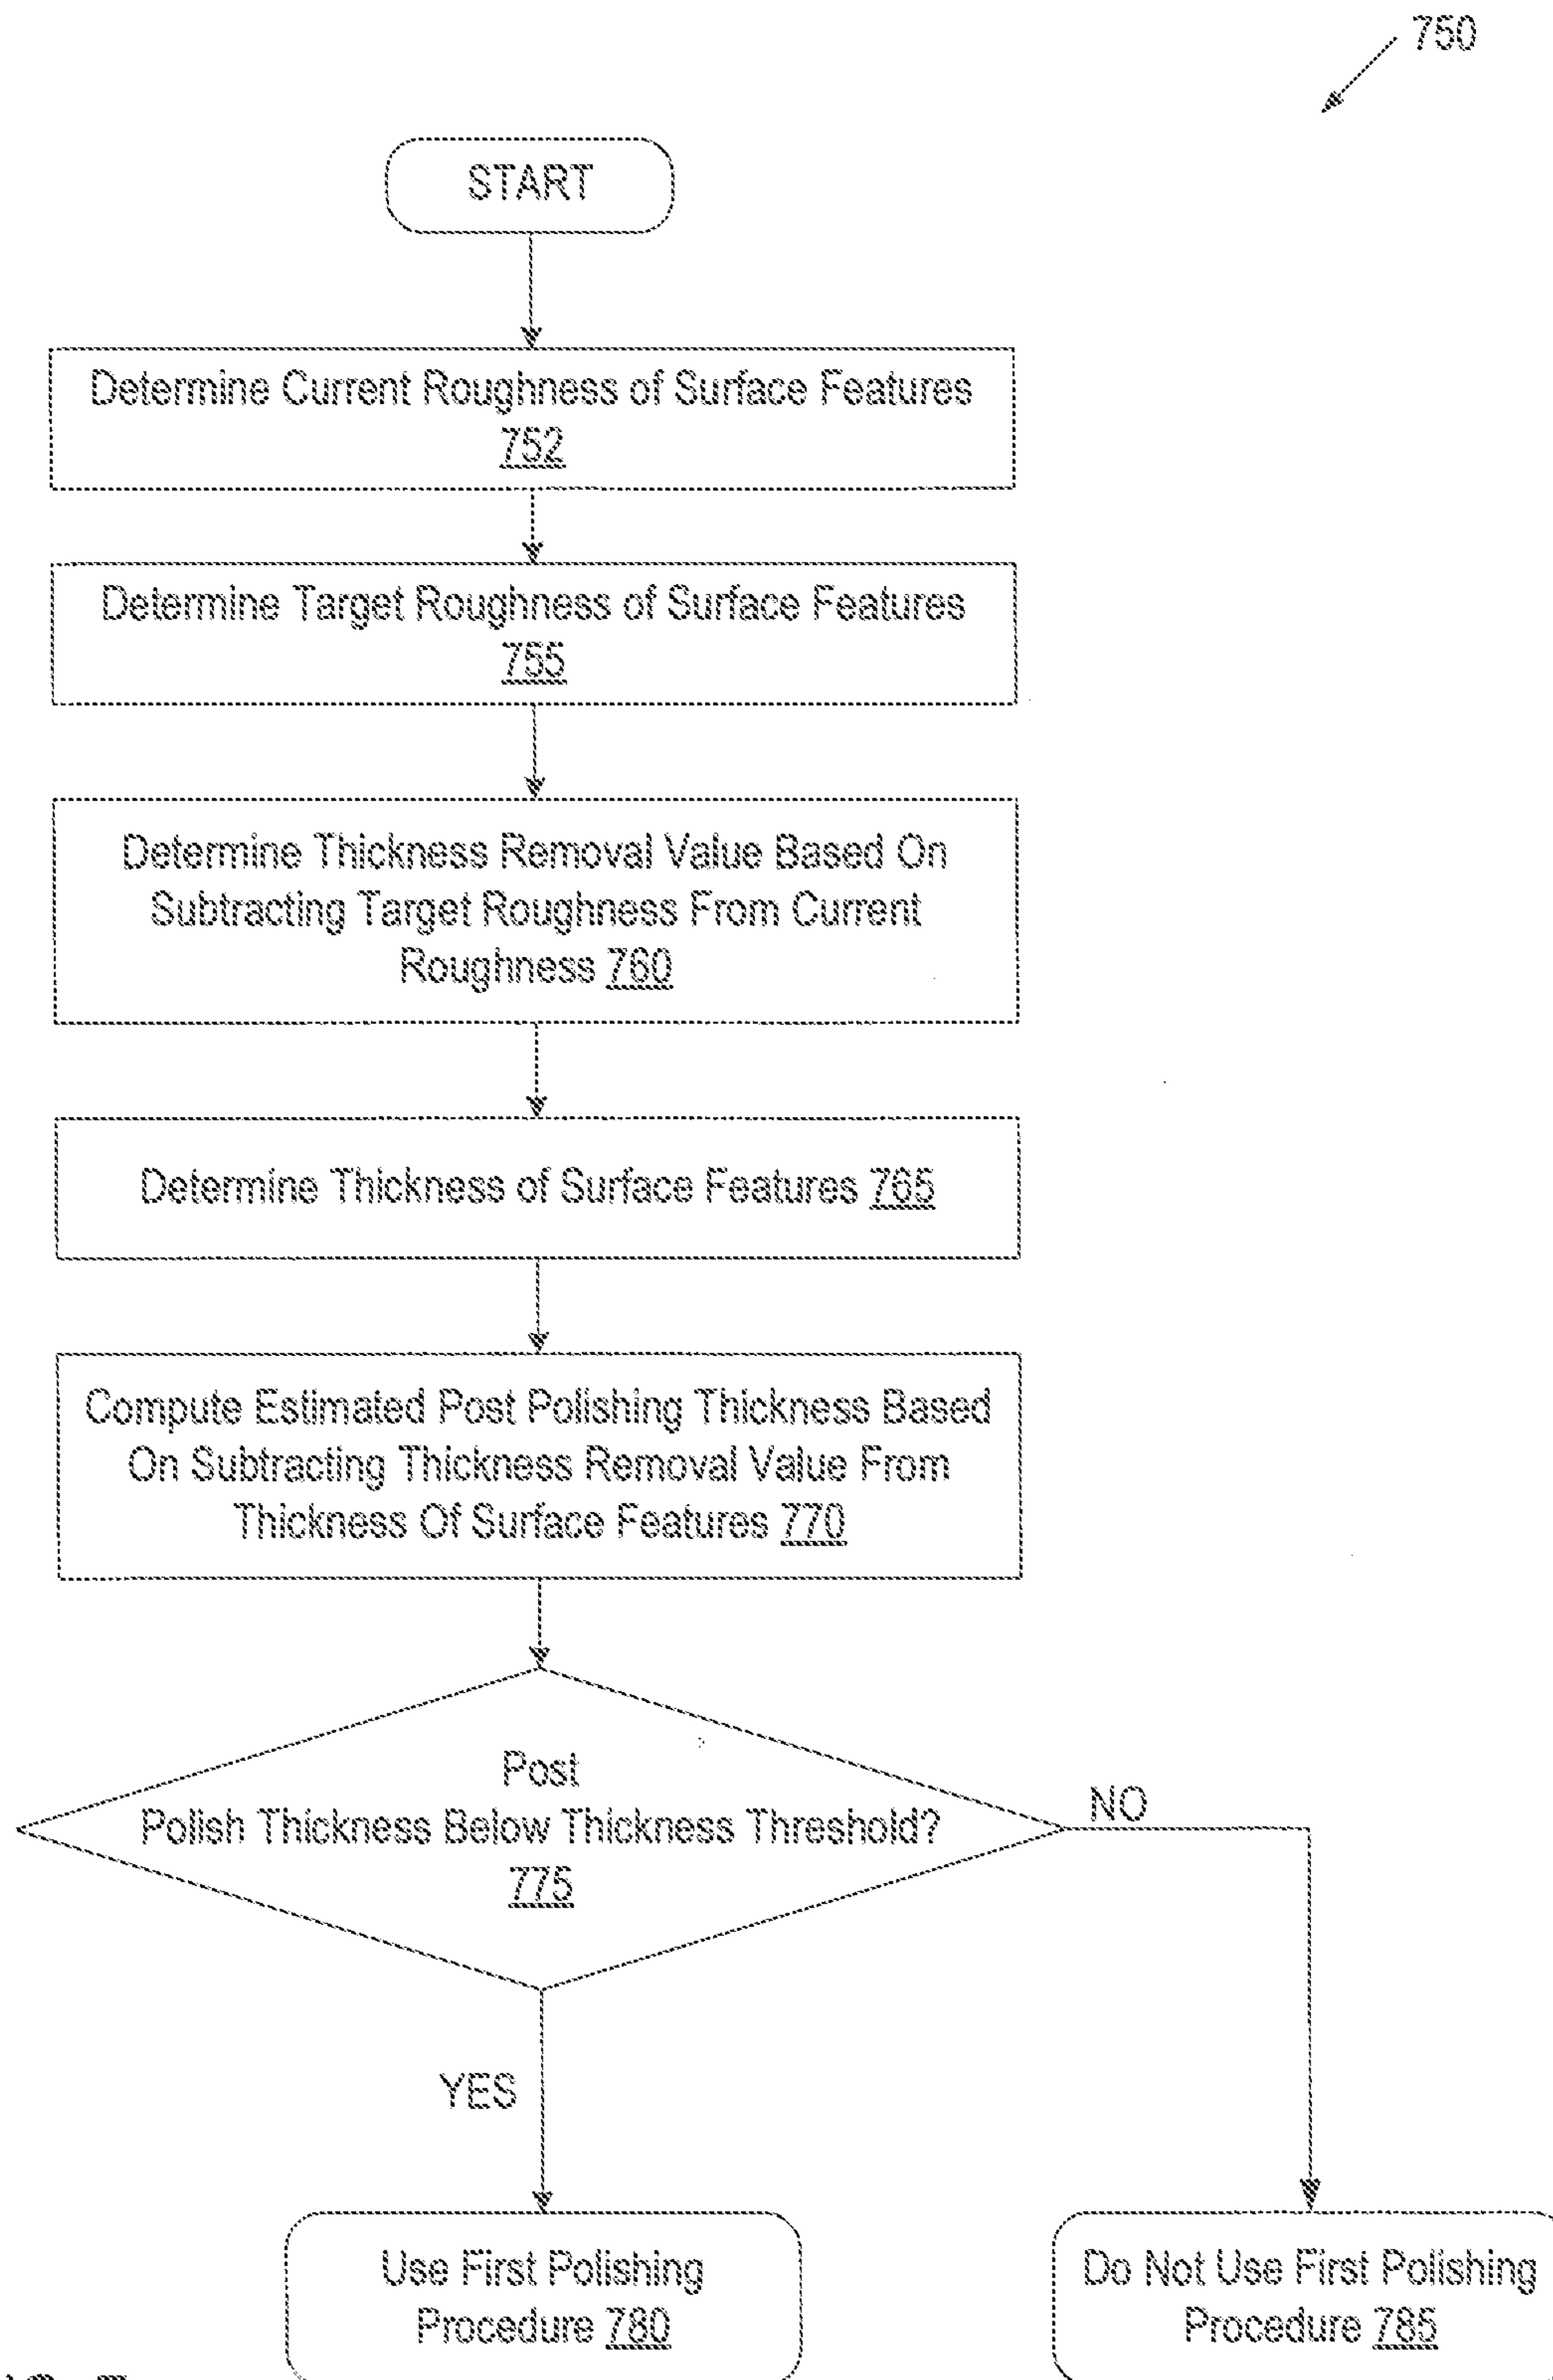 750
START
Determine Current Roughness of Surface Features
752
Determine Target Roughness of Surface Features
755
Determine Thickness Removal Value Based On
Subtracting Target Roughness From Current
Roughness 760
Determine Thickness of Surface Features 765
Compute Estimated Post Polishing Thickness Based
On Subtracting Thickness Removal Value From
Thickness Of Surface Features 770
Post
Polish Thickness Below Thickness Threshold?
775
NO
YES
Use First Polishing
Procedure 780
Do Not Use First Polishing
Procedure 785